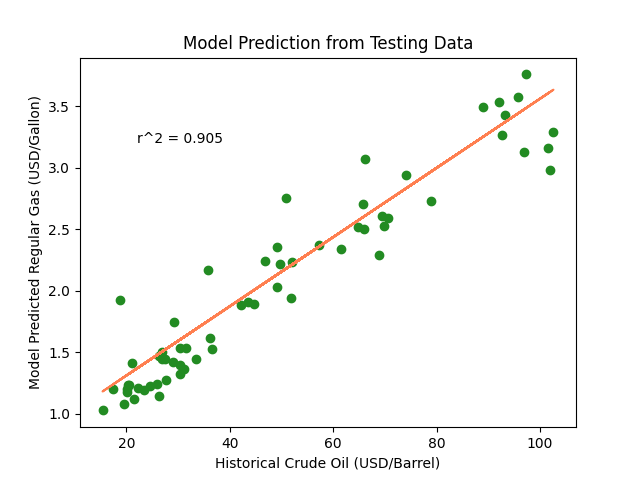 Model Prediction from Testing Data
r^2 = 0.905
Model Predicted Regular Gas (USD/Gallon)
3.5
3.0
2.5
2.0
1.5
1.0
20 40 60 80 100
Historical Crude Oil (USD/Barrel)